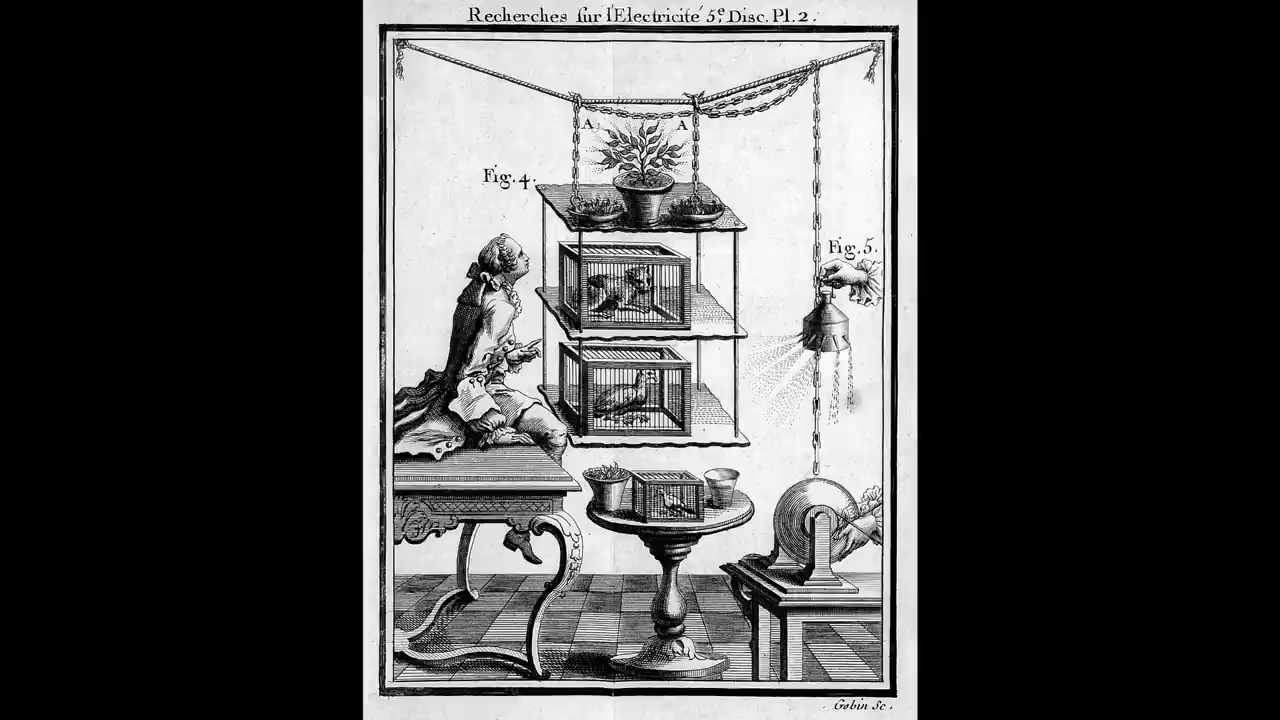 Recherches ſur l'Electricité 5.e Disc. Pl. 2.
A A
Fig. 4.
Fig. 5.
Gobin Sc.